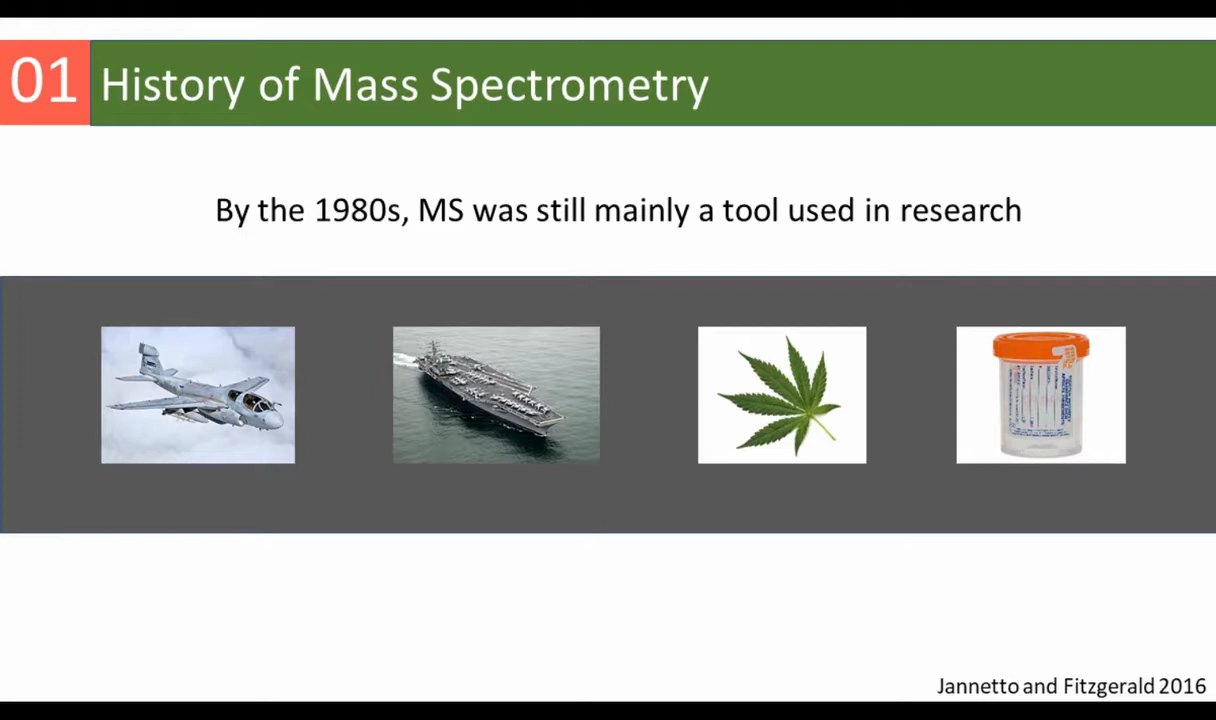 01 History of Mass Spectrometry
By the 1980s, MS was still mainly a tool used in research
Jannetto and Fitzgerald 2016